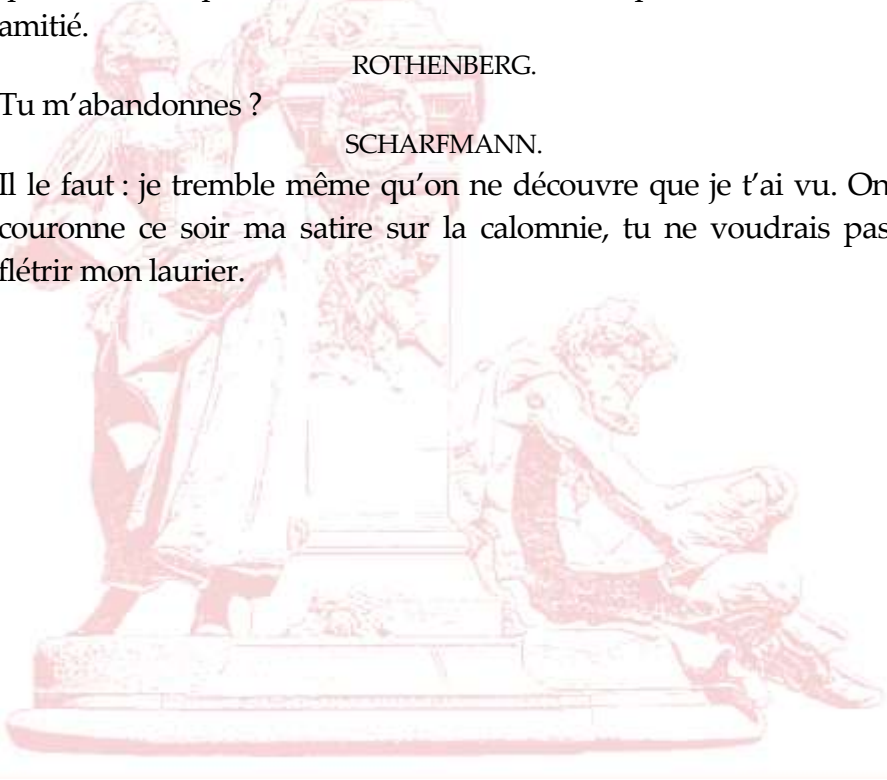 amitié.
ROTHENBERG.
Tu m’abandonnes ?
SCHARFMANN.
Il le faut : je tremble même qu’on ne découvre que je t’ai vu. On
couronne ce soir ma satire sur la calomnie, tu ne voudrais pas
flétrir mon laurier.